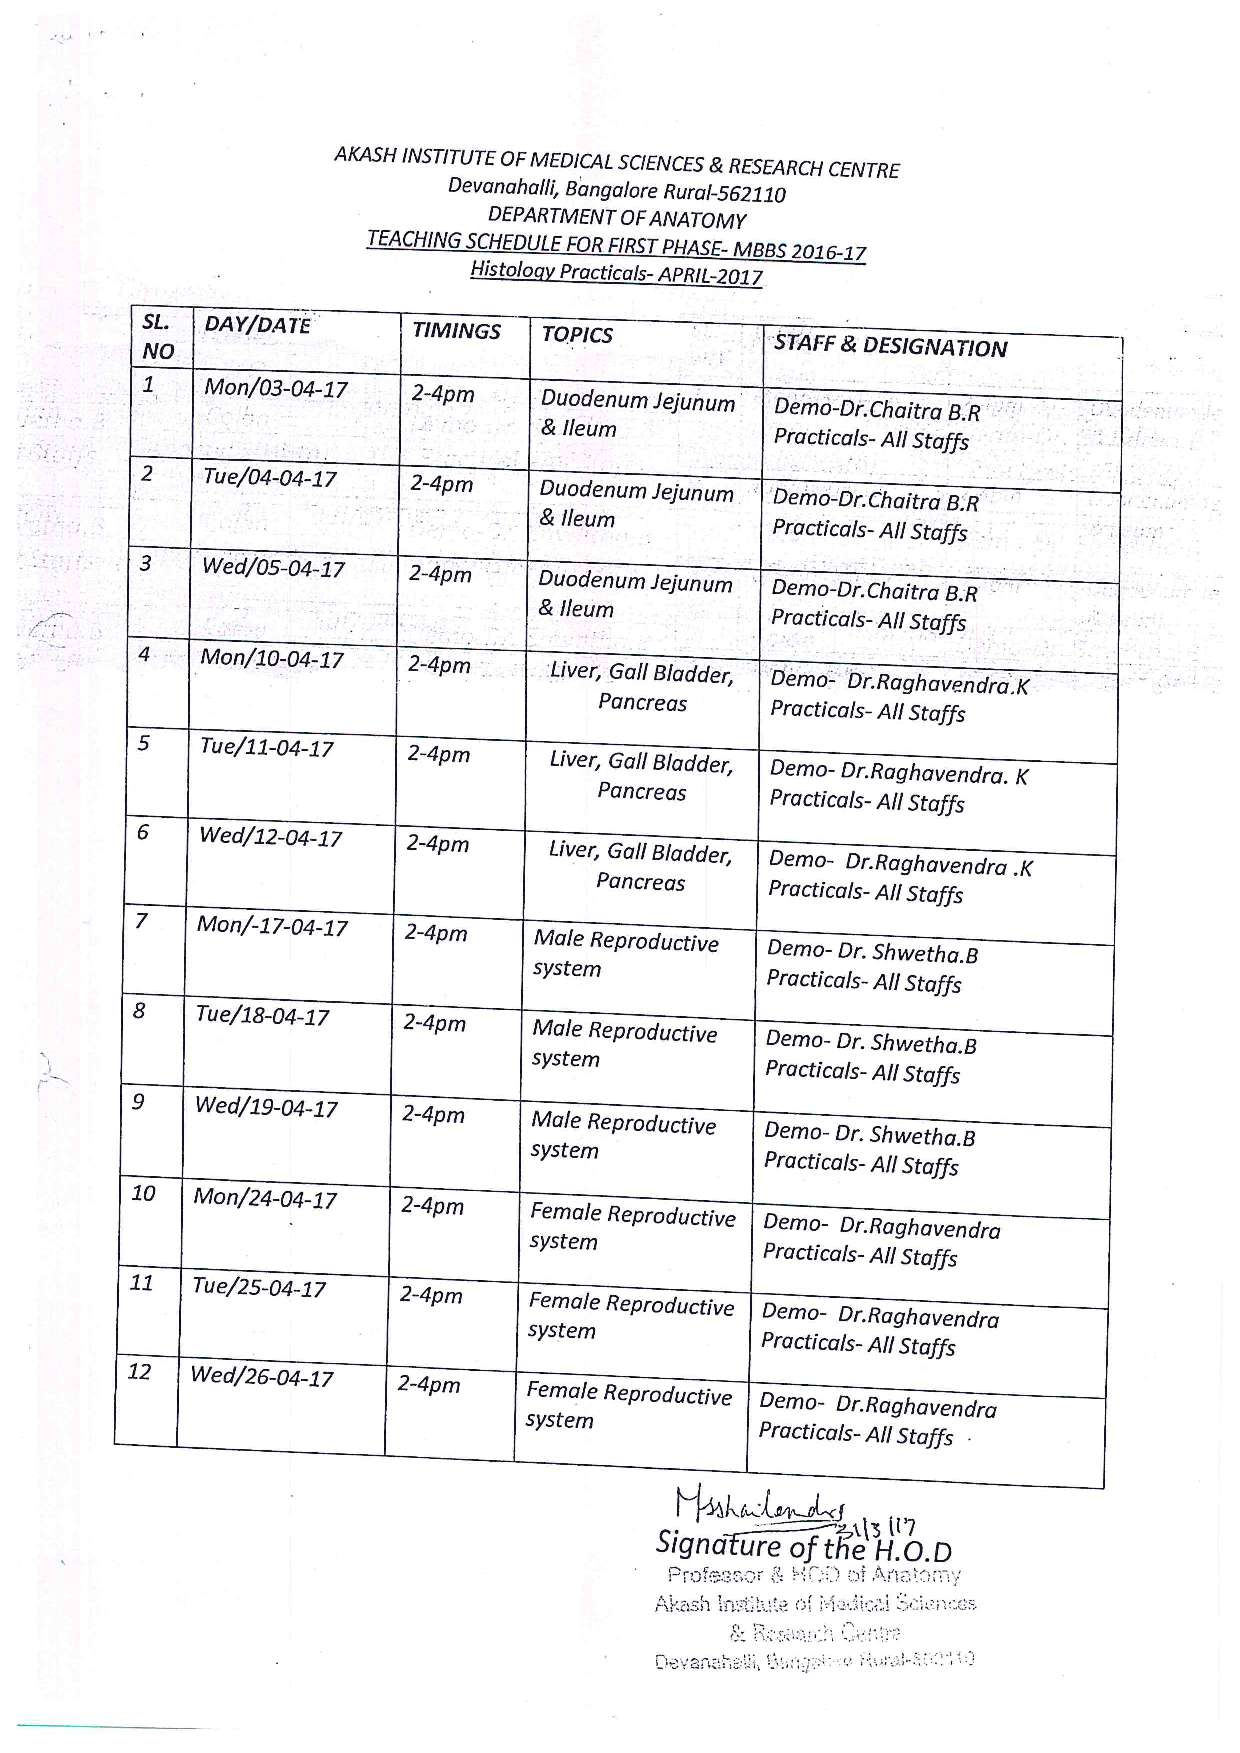 AKASH INSTITUTE OF MEDICAL SCIENCES & RESEARCH CENTRE
Devanahalli, Bangalore Rural-562110
DEPARTMENT OF ANATOMY
TEACHING SCHEDULE FOR FIRST PHASE- MBBS 2016-17
Histology Practicals- APRIL-2017
SL. NO DAY/DATE TIMINGS TOPICS STAFF & DESIGNATION
1 Mon/03-04-17 2-4pm Duodenum Jejunum Demo-Dr.Chaitra B.R
& Ileum Practicals- All Staffs
2 Tue/04-04-17 2-4pm Duodenum Jejunum Demo-Dr.Chaitra B.R
& Ileum Practicals- All Staffs
3 Wed/05-04-17 2-4pm Duodenum Jejunum Demo-Dr.Chaitra B.R
& Ileum Practicals- All Staffs
4 Mon/10-04-17 2-4pm Liver, Gall Bladder, Demo- Dr.Raghavendra.K
Pancreas Practicals- All Staffs
5 Tue/11-04-17 2-4pm Liver, Gall Bladder, Demo- Dr.Raghavendra. K
Pancreas Practicals- All Staffs
6 Wed/12-04-17 2-4pm Liver, Gall Bladder, Demo- Dr.Raghavendra .K
Pancreas Practicals- All Staffs
7 Mon/-17-04-17 2-4pm Male Reproductive Demo- Dr. Shwetha.B
system Practicals- All Staffs
8 Tue/18-04-17 2-4pm Male Reproductive Demo- Dr. Shwetha.B
system Practicals- All Staffs
9 Wed/19-04-17 2-4pm Male Reproductive Demo- Dr. Shwetha.B
system Practicals- All Staffs
10 Mon/24-04-17 2-4pm Female Reproductive Demo- Dr.Raghavendra
system Practicals- All Staffs
11 Tue/25-04-17 2-4pm Female Reproductive Demo- Dr.Raghavendra
system Practicals- All Staffs
12 Wed/26-04-17 2-4pm Female Reproductive Demo- Dr.Raghavendra
system Practicals- All Staffs
31/3/17
Signature of the H.O.D
Professor & HOD of Anatomy
Akash Institute of Medical Sciences
& Research Centre
Devanahalli, Bangalore Rural-562110